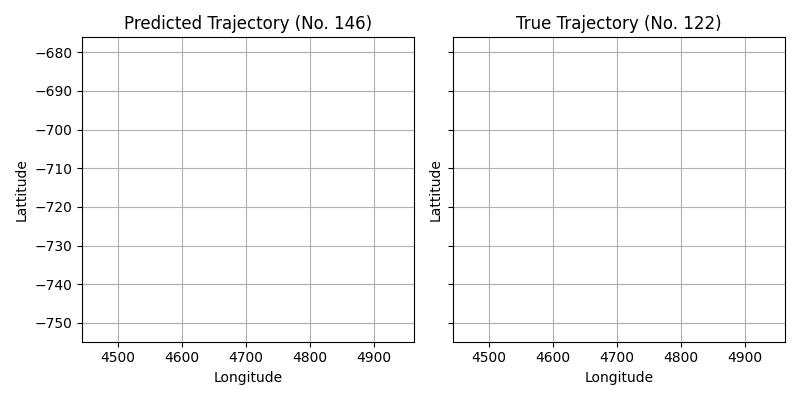 Predicted Trajectory (No. 146)
−680
−690
−700
−710
−720
−730
−740
−750
Lattitude
4500 4600 4700 4800 4900
Longitude
True Trajectory (No. 122)
Lattitude
4500 4600 4700 4800 4900
Longitude